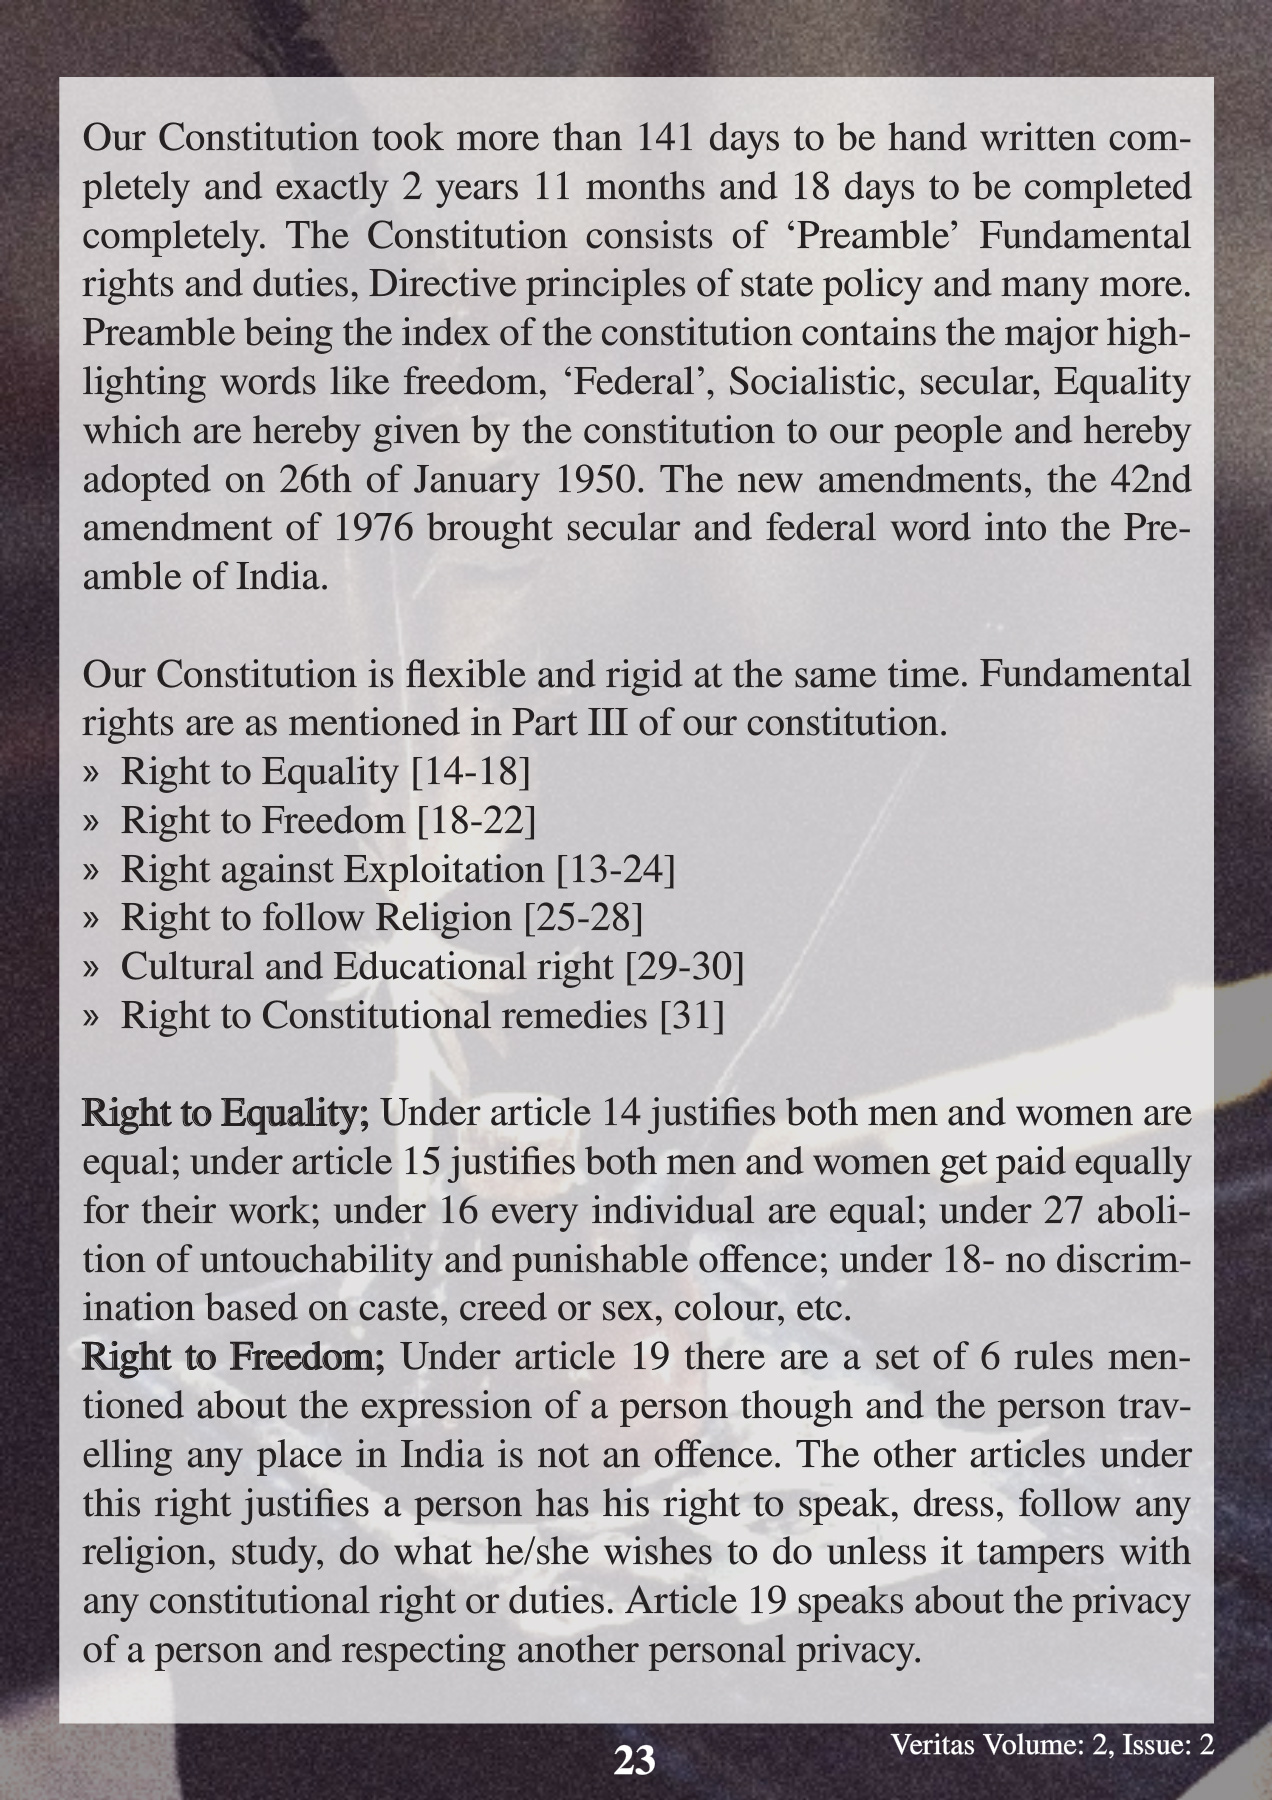 Our Constitution took more than 141 days to be hand written com-
pletely and exactly 2 years 11 months and 18 days to be completed
completely. The Constitution consists of ‘Preamble’ Fundamental
rights and duties, Directive principles of state policy and many more.
Preamble being the index of the constitution contains the major high-
lighting words like freedom, ‘Federal’, Socialistic, secular, Equality
which are hereby given by the constitution to our people and hereby
adopted on 26th of January 1950. The new amendments, the 42nd
amendment of 1976 brought secular and federal word into the Pre-
amble of India.
Our Constitution is flexible and rigid at the same time. Fundamental
rights are as mentioned in Part III of our constitution.
» Right to Equality [14-18]
» Right to Freedom [18-22]
» Right against Exploitation [13-24]
» Right to follow Religion [25-28]
» Cultural and Educational right [29-30]
» Right to Constitutional remedies [31]
Right to Equality; Under article 14 justifies both men and women are
equal; under article 15 justifies both men and women get paid equally
for their work; under 16 every individual are equal; under 27 aboli-
tion of untouchability and punishable offence; under 18- no discrim-
ination based on caste, creed or sex, colour, etc.
Right to Freedom; Under article 19 there are a set of 6 rules men-
tioned about the expression of a person though and the person trav-
elling any place in India is not an offence. The other articles under
this right justifies a person has his right to speak, dress, follow any
religion, study, do what he/she wishes to do unless it tampers with
any constitutional right or duties. Article 19 speaks about the privacy
of a person and respecting another personal privacy.
Veritas Volume: 2, Issue: 2
23